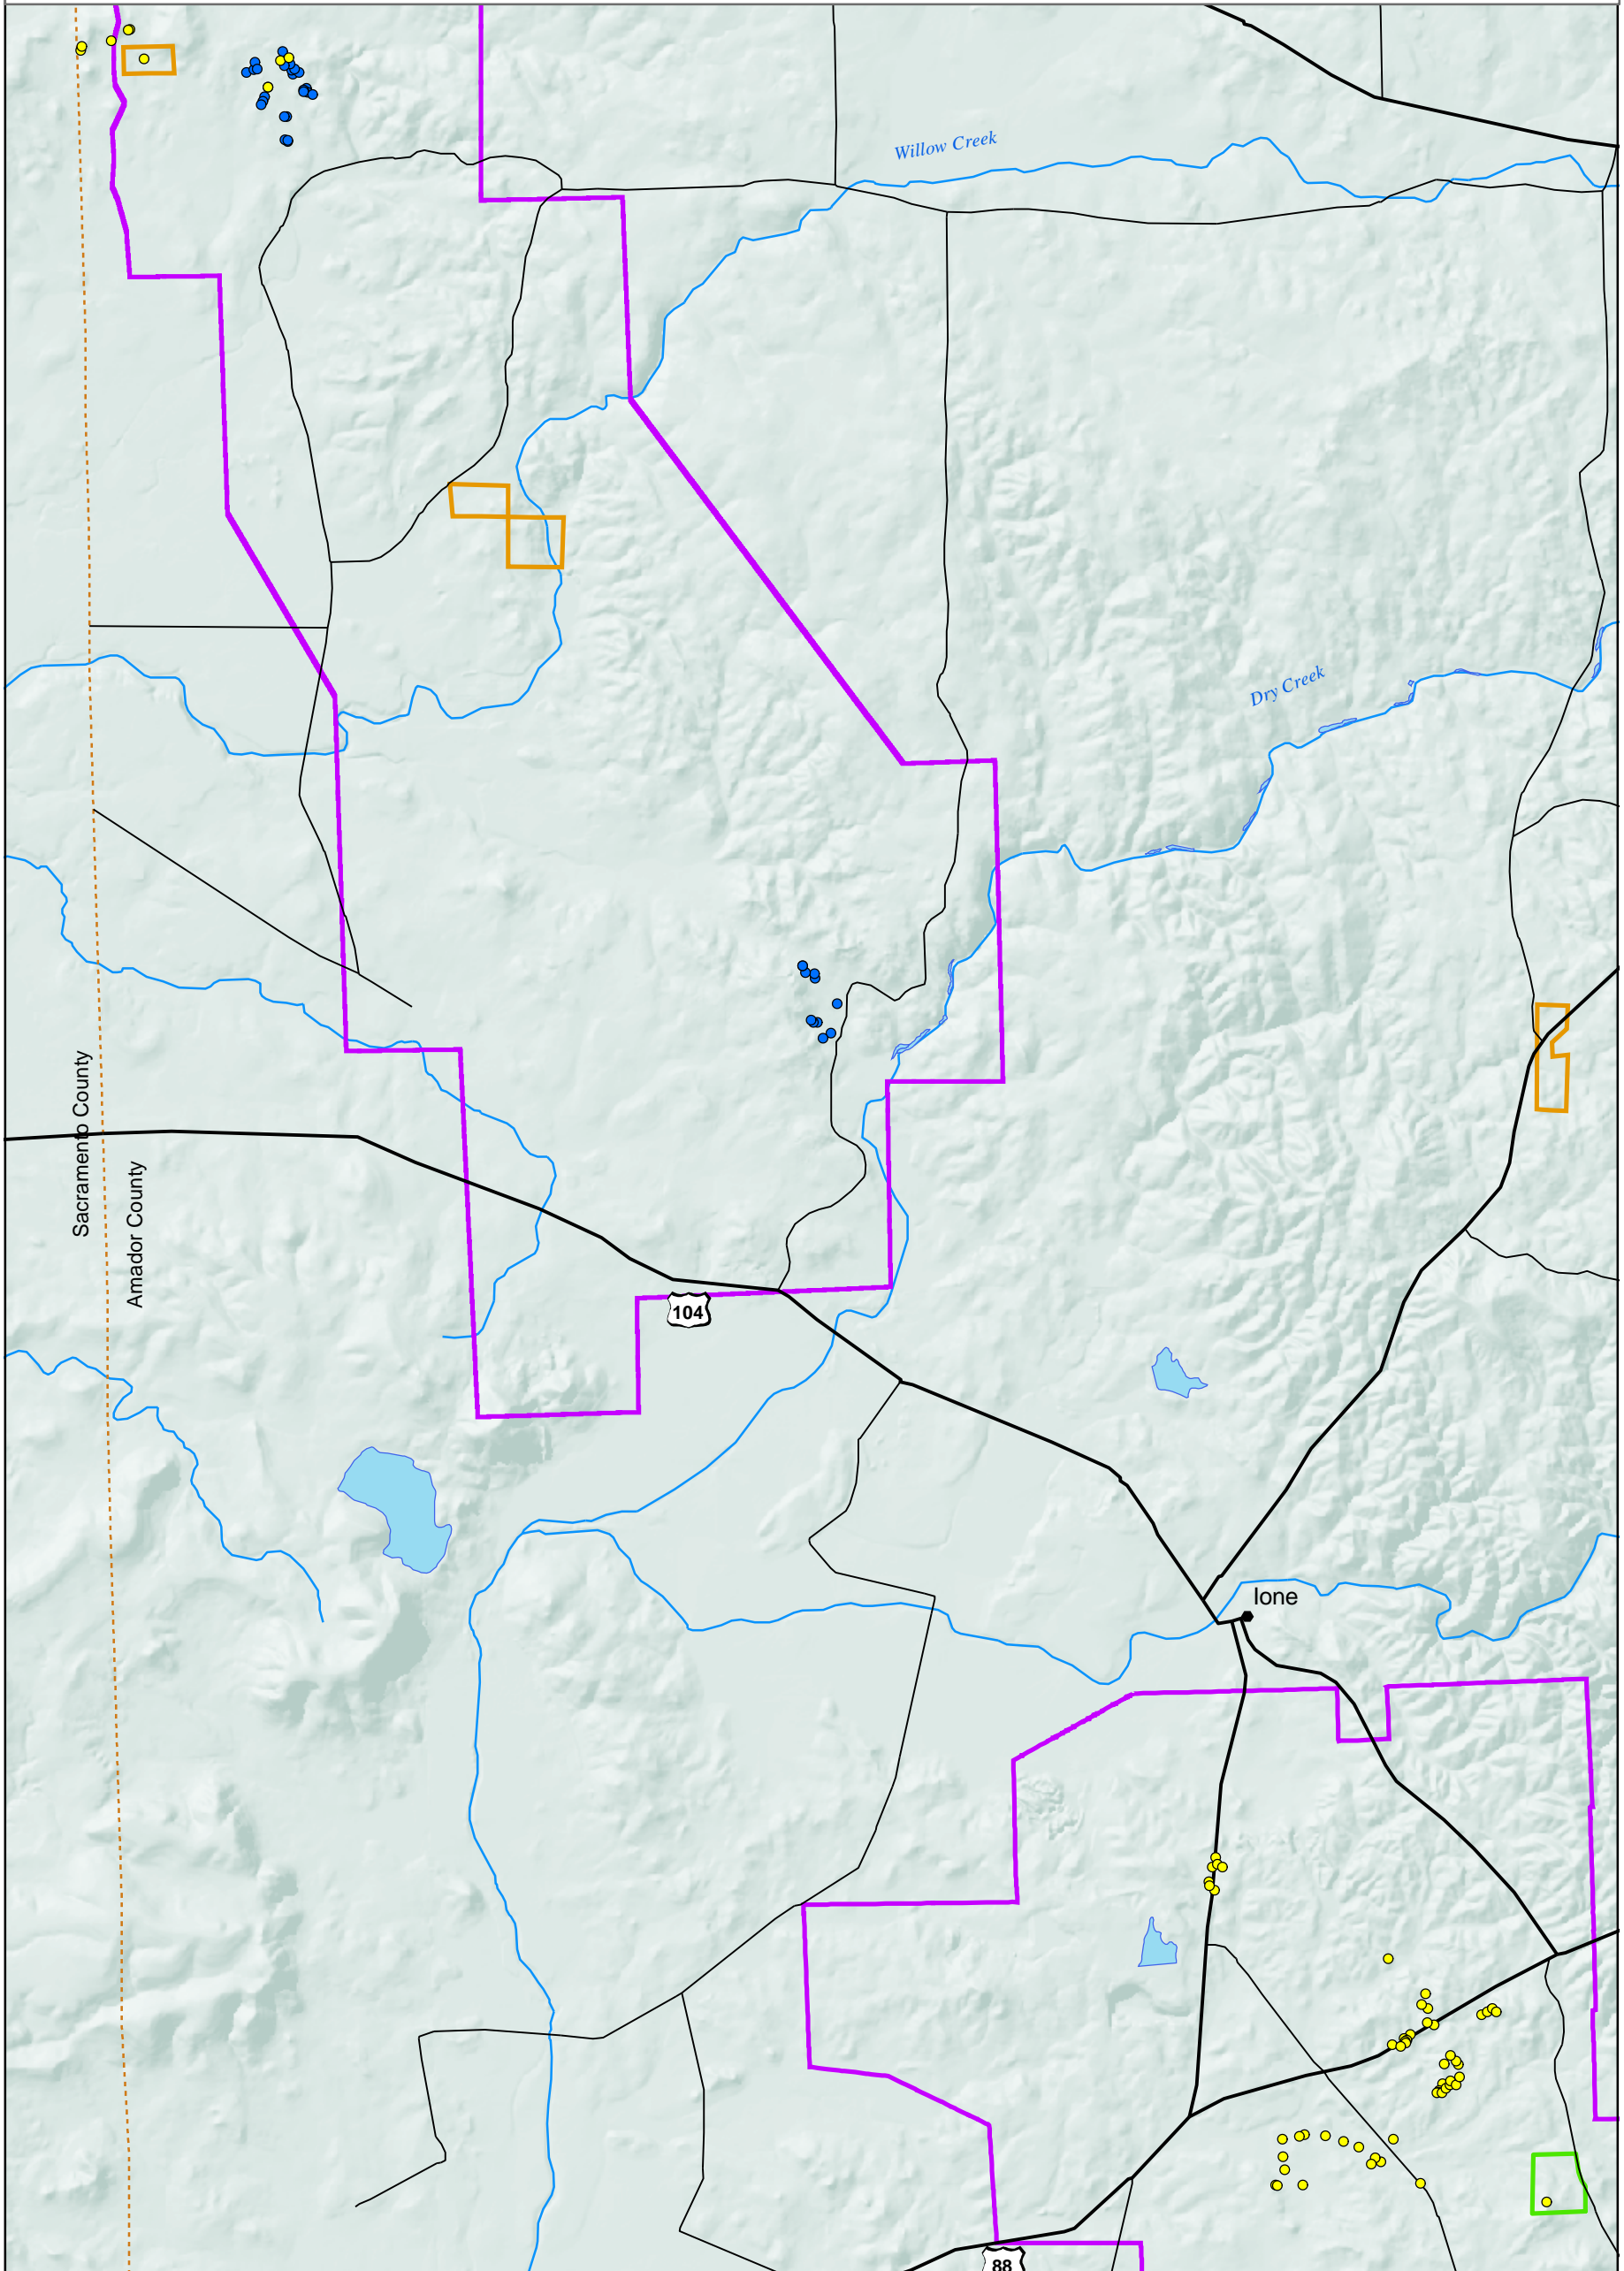 Willow Creek
Dry Creek
Sacramento County
Amador County
104
Ione
88